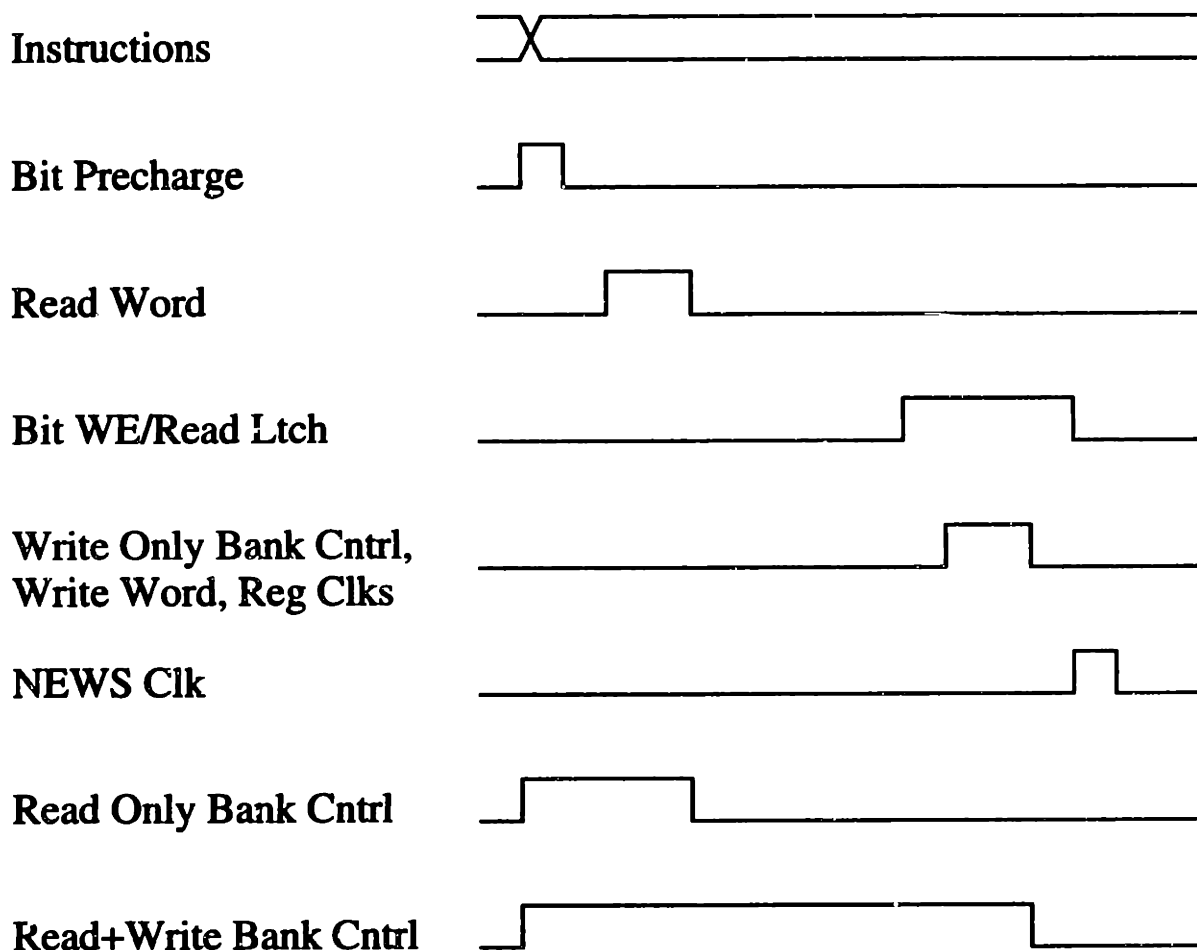 Instructions
Bit Precharge
Read Word
Bit WE/Read Ltch
Write Only Bank Cntrl,
Write Word, Reg Clks
NEWS Clk
Read Only Bank Cntrl
Read+Write Bank Cntrl